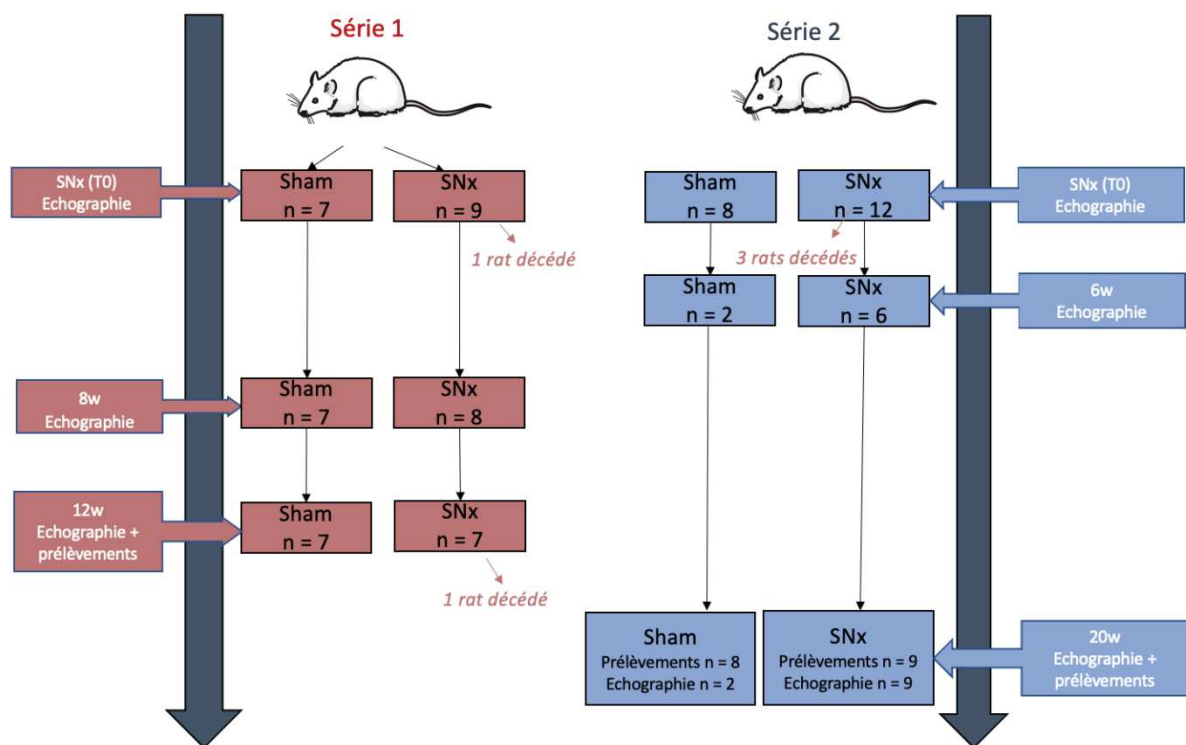 Série 1
SNx (T0)
Echographie
Sham
n = 7
SNx
n = 9
1 rat décédé
8w
Echographie
Sham
n = 7
SNx
n = 8
12w
Echographie +
prélèvements
Sham
n = 7
SNx
n = 7
1 rat décédé
Série 2
Sham
n = 8
SNx
n = 12
SNx (T0)
Echographie
3 rats décédés
Sham
n = 2
SNx
n = 6
6w
Echographie
Sham
Prélèvements n = 8
Echographie n = 2
SNx
Prélèvements n = 9
Echographie n = 9
20w
Echographie +
prélèvements